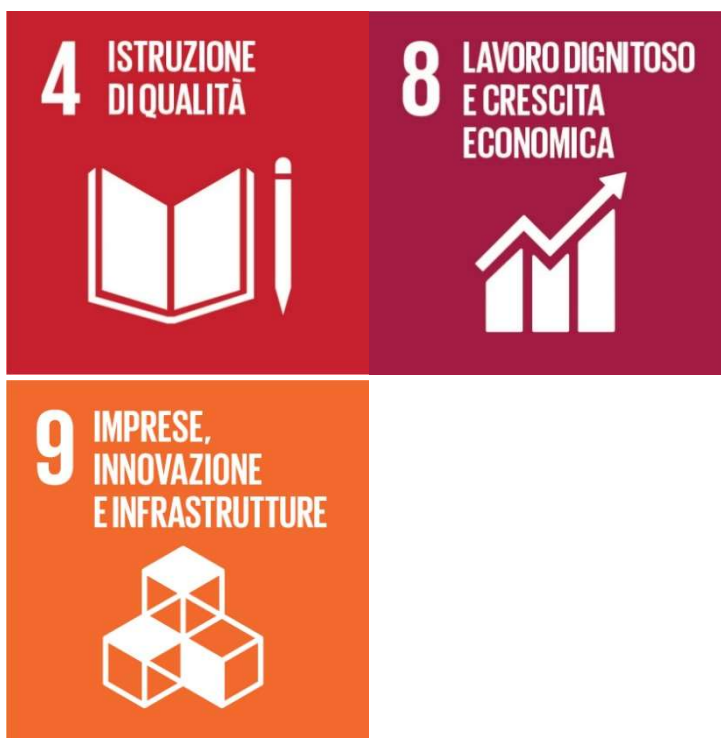 4 ISTRUZIONE
DI QUALITÀ
8 LAVORO DIGNITOSO
E CRESCITA
ECONOMICA
9 IMPRESE,
INNOVAZIONE
E INFRASTRUTTURE